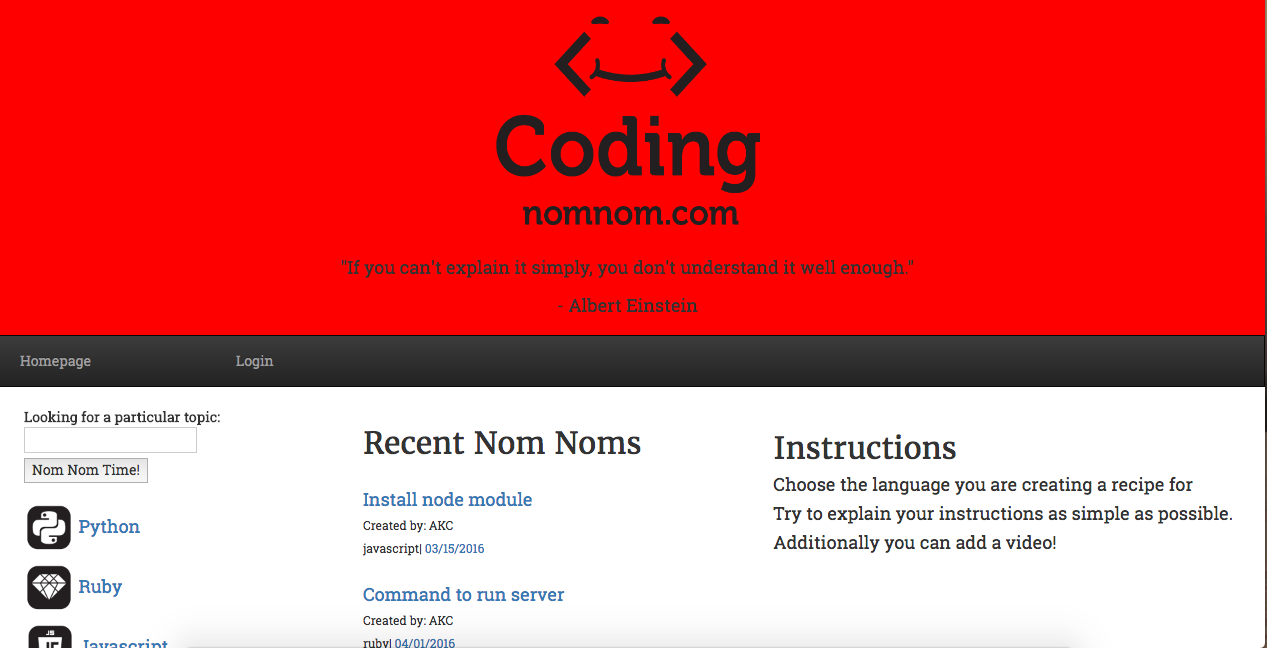 Coding
nomnom.com
"If you can't explain it simply, you don't understand it well enough."
- Albert Einstein
Homepage
Login
Looking for a particular topic:
Nom Nom Time!
Python
Ruby
JS
Javascript
Recent Nom Noms
Install node module
Created by: AKC
javascript| 03/15/2016
Command to run server
Created by: AKC
ruby| 04/01/2016
Instructions
Choose the language you are creating a recipe for
Try to explain your instructions as simple as possible.
Additionally you can add a video!